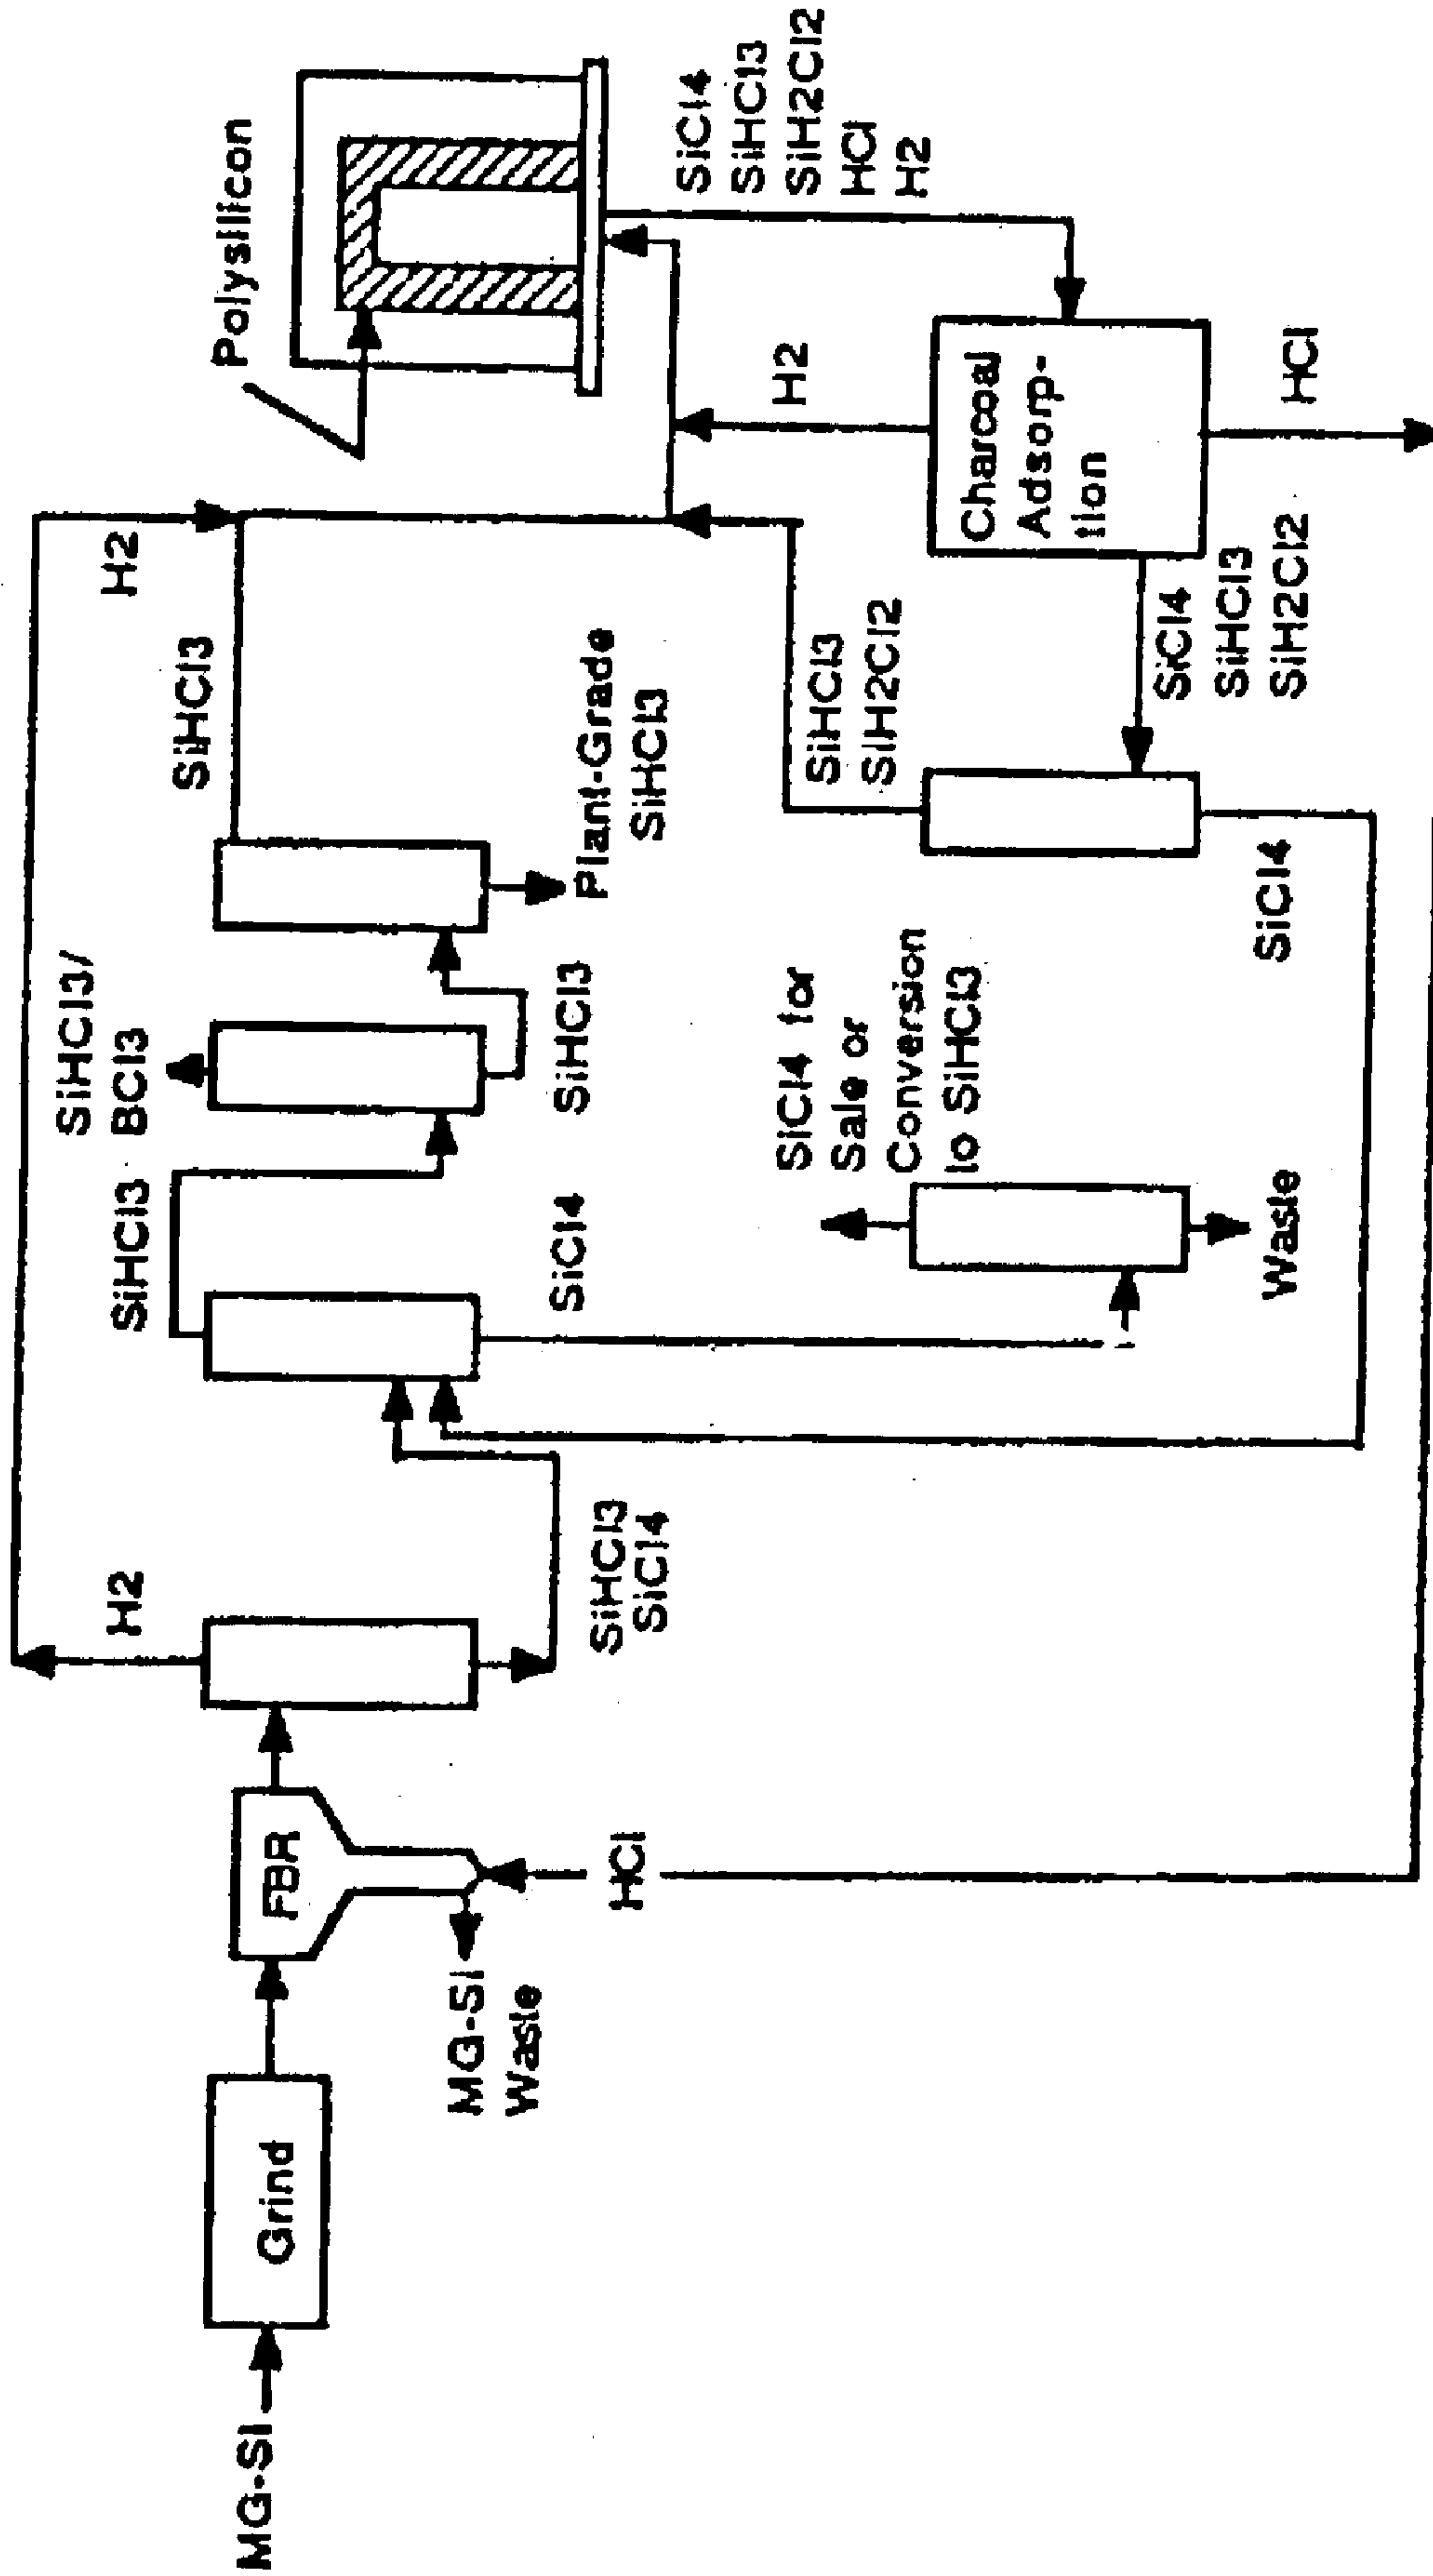 MG-Si
Grind
FBR
MG-Si
Waste
HCl
H2
SiHCl3
SiCl4
SiHCl3
SiCl4
SiHCl3/
BCl3
SiHCl3
SiHCl3
Plant-Grade
SiHCl3
H2
Polysilicon
SiCl4
SiHCl3
SiH2Cl2
HCl
H2
H2
Charcoal
Adsorp-
tion
HCl
SiHCl3
SiH2Cl2
SiCl4
SiHCl3
SiH2Cl2
SiCl4
SiCl4 for
Sale or
Conversion
to SiHCl3
Waste